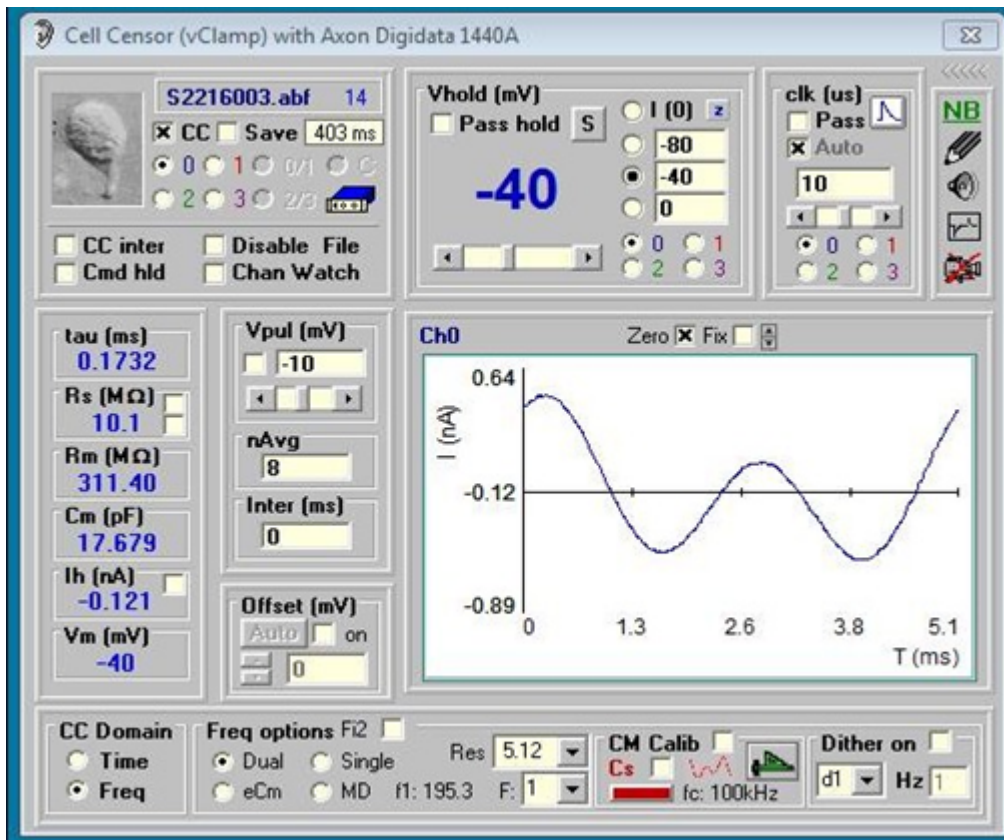 Cell Censor (vClamp) with Axon Digidata 1440A
S2216003.abf 14
CC Save 403 ms
0 1 0/1 C
2 3 2/3
CC inter Disable File
Cmd hld Chan Watch
Vhold (mV)
Pass hold S
-40
I (0) z
-80
-40
0
0 1
2 3
clk (us)
Pass
Auto
10
0 1
2 3
<<<<<
NB
tau (ms)
0.1732
Rs (MΩ)
10.1
Rm (MΩ)
311.40
Cm (pF)
17.679
Ih (nA)
-0.121
Vm (mV)
-40
Vpul (mV)
-10
nAvg
8
Inter (ms)
0
Offset (mV)
Auto on
0
Ch0 Zero Fix
0.64
I (nA)
-0.12
-0.89
0 1.3 2.6 3.8 5.1
T (ms)
CC Domain
Time
Freq
Freq options Fi2
Dual Single
eCm MD f1: 195.3
Res 5.12
F: 1
CM Calib
Cs
fc: 100kHz
Dither on
d1 Hz 1